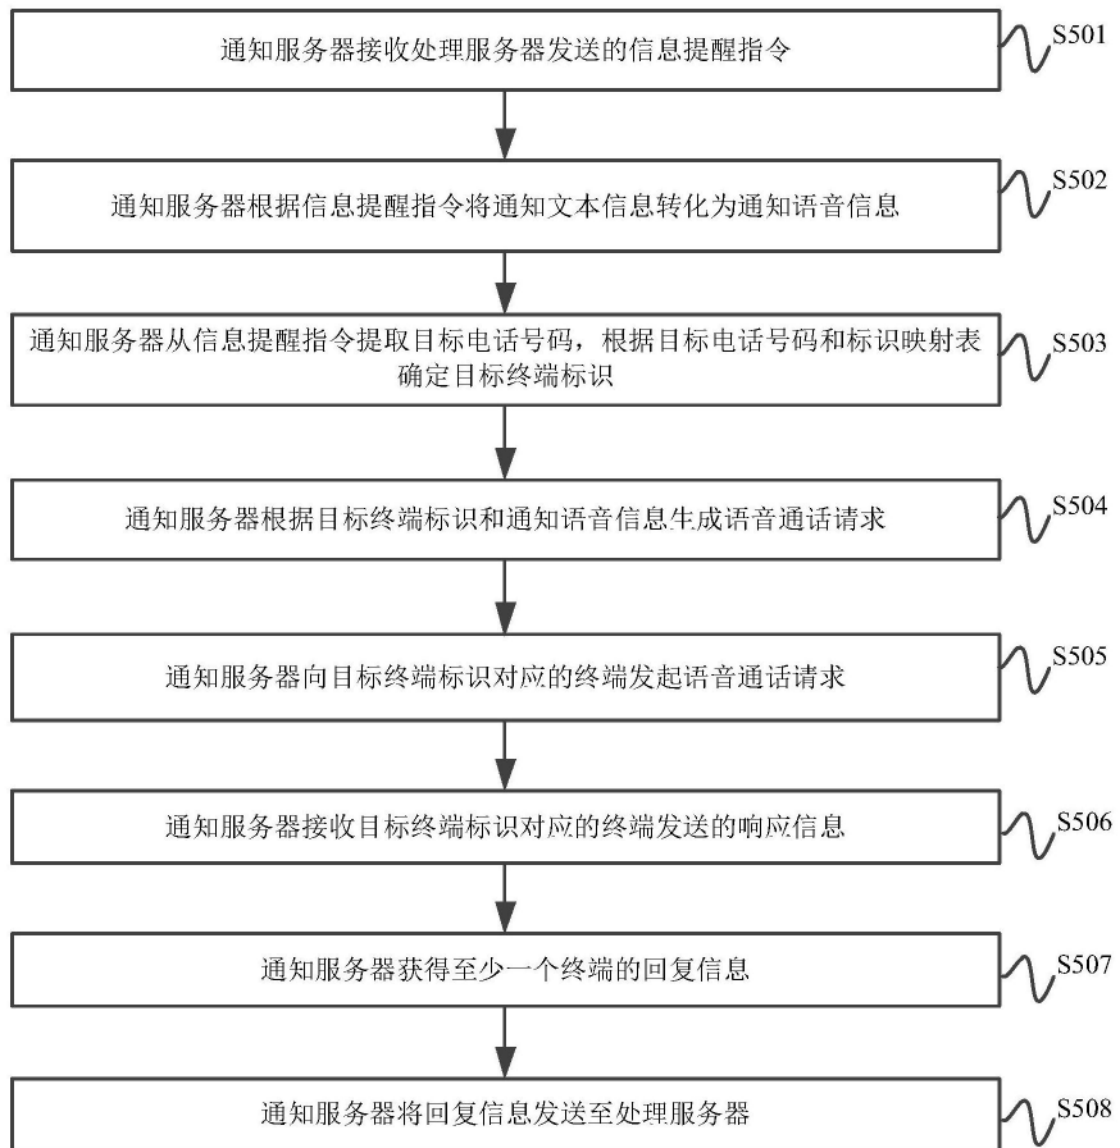 通知服务器接收处理服务器发送的信息提醒指令
S501
通知服务器根据信息提醒指令将通知文本信息转化为通知语音信息
S502
通知服务器从信息提醒指令提取目标电话号码，根据目标电话号码和标识映射表
确定目标终端标识
S503
通知服务器根据目标终端标识和通知语音信息生成语音通话请求
S504
通知服务器向目标终端标识对应的终端发起语音通话请求
S505
通知服务器接收目标终端标识对应的终端发送的响应信息
S506
通知服务器获得至少一个终端的回复信息
S507
通知服务器将回复信息发送至处理服务器
S508